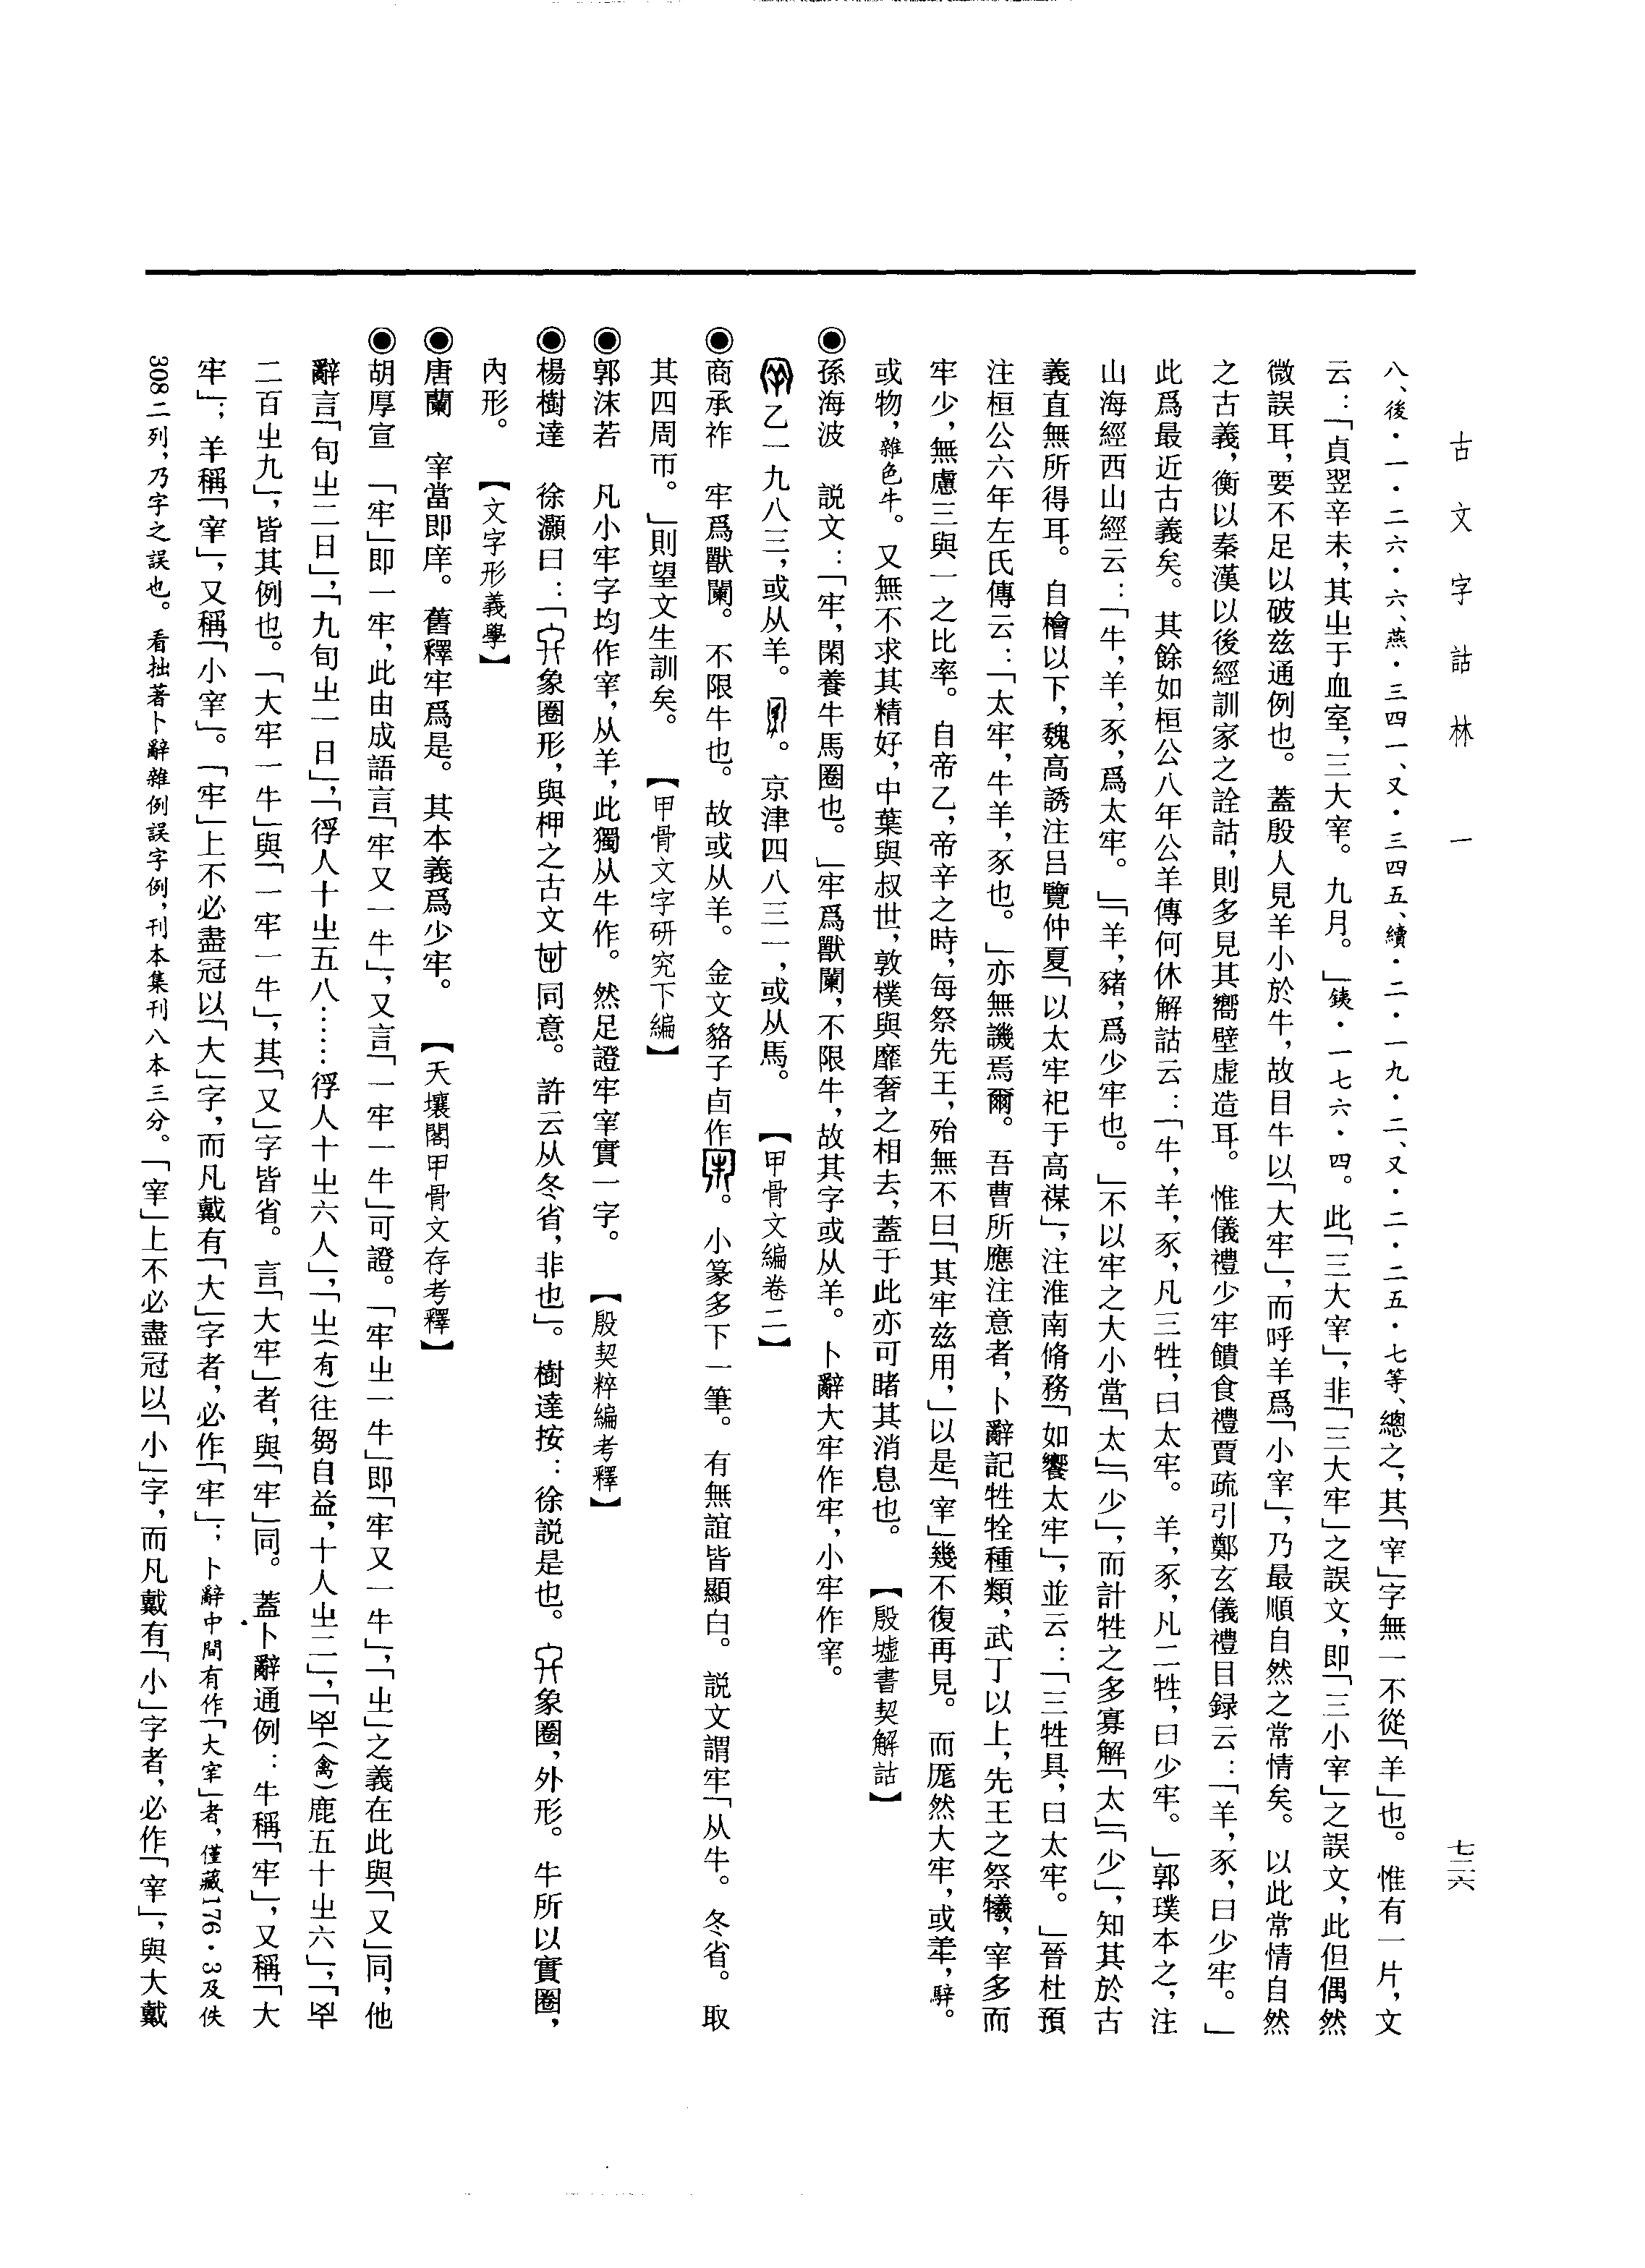 古文字詁林 一
七二六
八、後·一·二六·六、燕·三四一、又·三四五、續·二·一九·二、又·二·二五·七等、總之，其「宰」字無一不從「羊」也。惟有一片，文
云：「貞翌辛未，其㞢于血室，三大宰。九月。」鐵·一七六·四。此「三大宰」，非「三大牢」之誤文，即「三小宰」之誤文，此但偶然
微誤耳，要不足以破兹通例也。蓋殷人見羊小於牛，故目牛以「大牢」，而呼羊爲「小宰」，乃最順自然之常情矣。以此常情自然
之古義，衡以秦漢以後經訓家之詮詁，則多見其嚮壁虚造耳。惟儀禮少牢饋食禮賈疏引鄭玄儀禮目録云：「羊，豕，曰少牢。」
此爲最近古義矣。其餘如桓公八年公羊傳何休解詁云：「牛，羊，豕，凡三牲，曰太牢。羊，豕，凡二牲，曰少牢。」郭璞本之，注
山海經西山經云：「牛，羊，豕，爲太牢。」「羊，豬，爲少牢也。」不以牢之大小當「太」「少」，而計牲之多寡解「太」「少」，知其於古
義直無所得耳。自檜以下，魏高誘注吕覽仲夏「以太牢祀于高禖」，注淮南脩務「如饗太牢」，並云：「三牲具，曰太牢。」晉杜預
注桓公六年左氏傳云：「太牢，牛羊，豕也。」亦無譏焉爾。吾曹所應注意者，卜辭記牲牷種類，武丁以上，先王之祭犧，宰多而
牢少，無慮三與一之比率。自帝乙，帝辛之時，每祭先王，殆無不曰「其牢兹用，」以是「宰」幾不復再見。而厖然大牢，或羊，騂。
或物，雜色牛。又無不求其精好，中葉與叔世，敦樸與靡奢之相去，蓋于此亦可睹其消息也。【殷墟書契解詁】
◉孫海波　説文：「牢，閑養牛馬圈也。」牢爲獸闌，不限牛，故其字或从羊。卜辭大牢作牢，小牢作宰。
乙一九八三，或从羊。。京津四八三一，或从馬。【甲骨文編卷二】
◉商承祚　牢爲獸闌。不限牛也。故或从羊。金文貉子卣作。小篆多下一筆。有無誼皆顯白。説文謂牢「从牛。冬省。取
其四周帀。」則望文生訓矣。【甲骨文字研究下編】
◉郭沫若　凡小牢字均作宰，从羊，此獨从牛作。然足證牢宰實一字。【殷契粹編考釋】
◉楊樹達　徐灝曰：「象圈形，與柙之古文同意。許云从冬省，非也」。樹達按：徐説是也。象圈，外形。牛所以實圈，
內形。【文字形義學】
◉唐蘭　宰當即庠。舊釋牢爲是。其本義爲少牢。【天壤閣甲骨文存考釋】
◉胡厚宣　「牢」即一牢，此由成語言「牢又一牛」，又言「一牢一牛」可證。「牢㞢一牛」即「牢又一牛」，「㞢」之義在此與「又」同，他
辭言「旬㞢二日」，「九旬㞢一日」，「俘人十㞢五八……俘人十㞢六人」，「㞢(有)往芻自益，十人㞢二」，「(禽)鹿五十㞢六」，「
二百㞢九」，皆其例也。「大牢一牛」與「一牢一牛」，其「又」字皆省。言「大牢」者，與「牢」同。蓋卜辭通例：牛稱「牢」，又稱「大
牢」；羊稱「宰」，又稱「小宰」。「牢」上不必盡冠以「大」字，而凡戴有「大」字者，必作「牢」；卜辭中間有作「大宰」者，僅藏176·3及佚
308二列，乃字之誤也。看拙著卜辭雜例誤字例，刊本集刊八本三分。「宰」上不必盡冠以「小」字，而凡戴有「小」字者，必作「宰」，與大戴